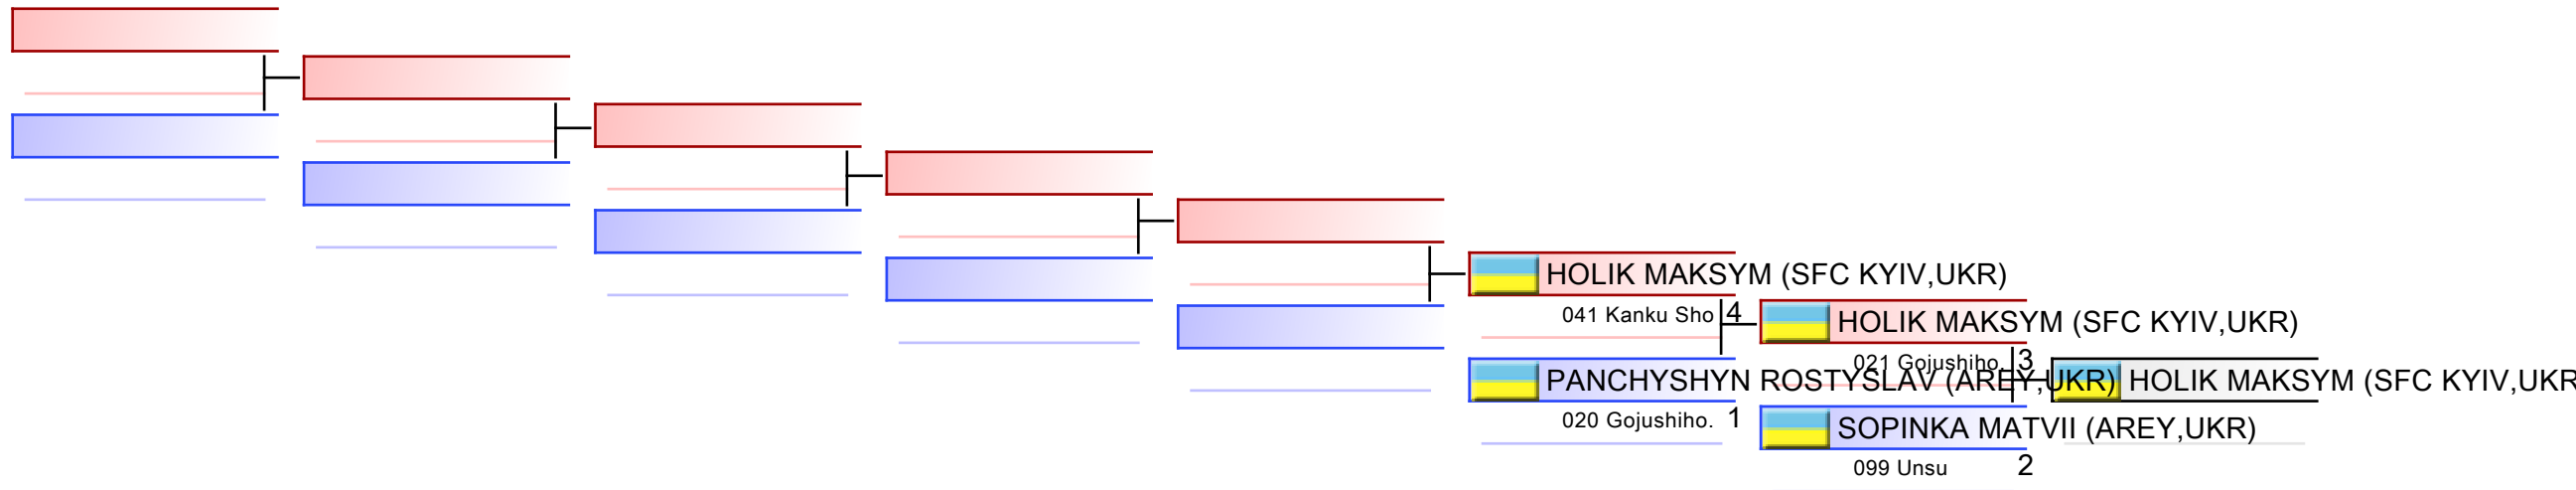 HOLIK MAKSYM (SFC KYIV,UKR)
041 Kanku Sho 4
HOLIK MAKSYM (SFC KYIV,UKR)
021 Gojushiho. 3
PANCHYSHYN ROSTYSLAV (AREY,UKR)
HOLIK MAKSYM (SFC KYIV,UKR
020 Gojushiho. 1
SOPINKA MATVII (AREY,UKR)
099 Unsu 2